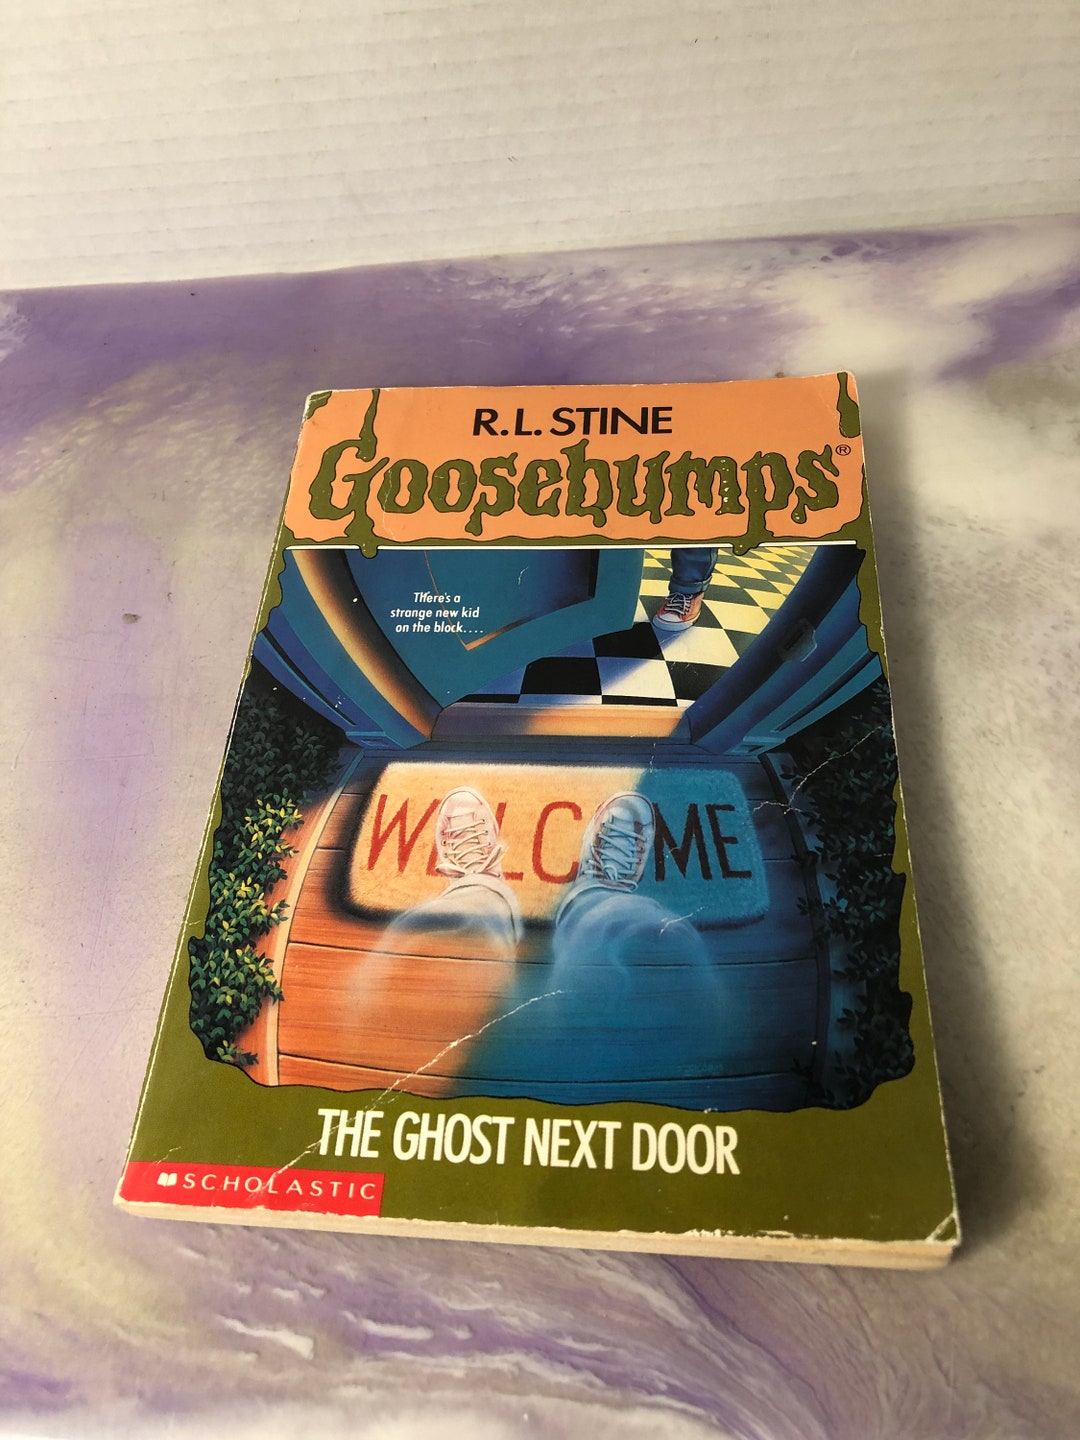 R.L. STINE
Goosebumps®
There's a
strange new kid
on the block....
WELCOME
THE GHOST NEXT DOOR
SCHOLASTIC